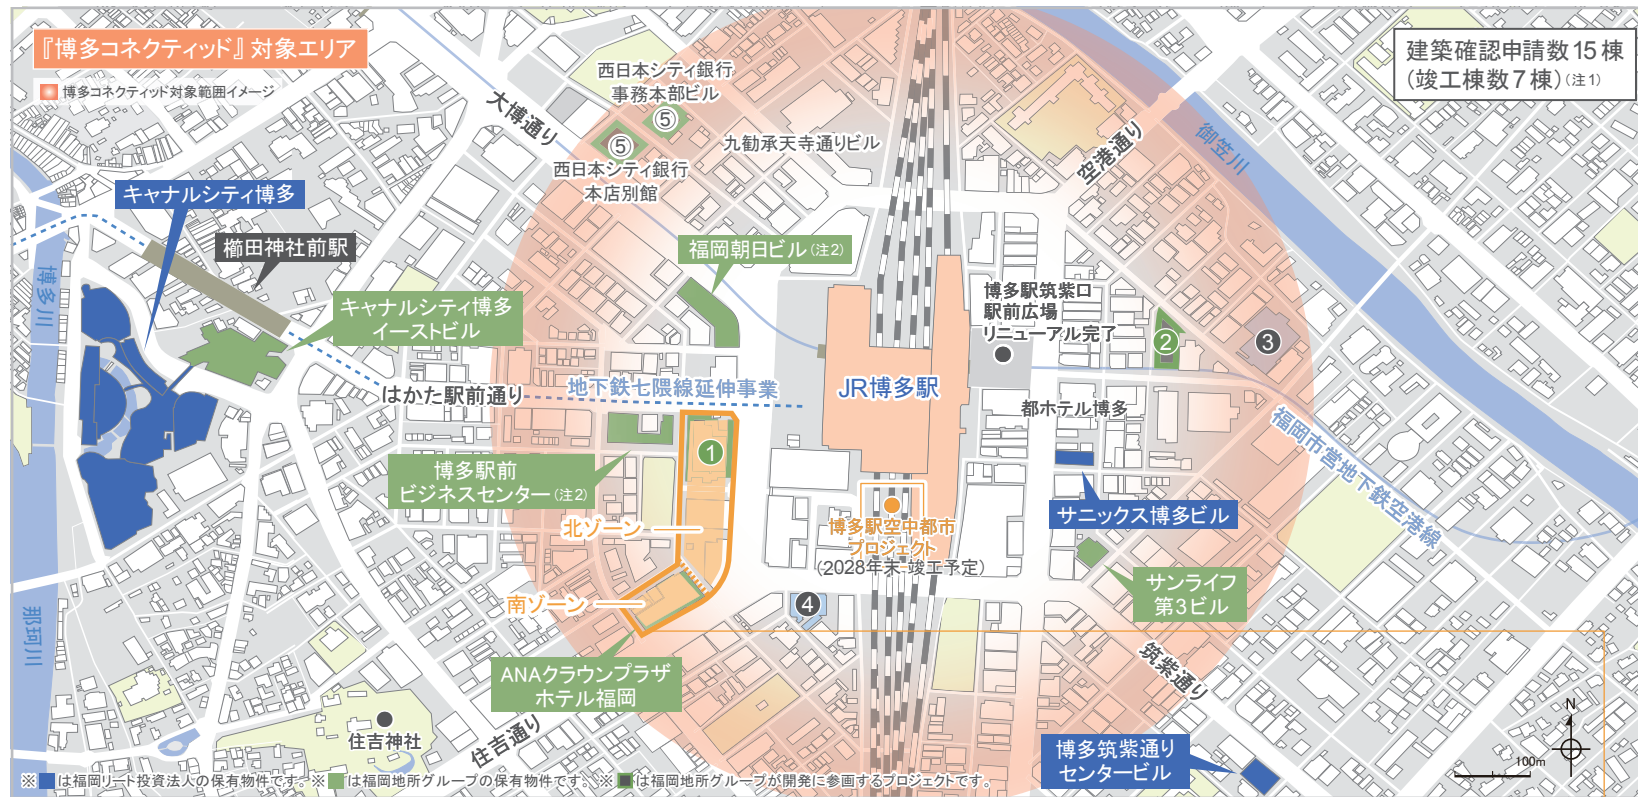 『博多コネクティッド』対象エリア
博多コネクティッド対象範囲イメージ
建築確認申請数15棟
(竣工棟数7棟)(注1)
西日本シティ銀行
事務本部ビル
⑤
⑤
西日本シティ銀行
本店別館
大博通り
九勧承天寺通りビル
空港通り
御笠川
キャナルシティ博多
櫛田神社前駅
博多川
キャナルシティ博多
イーストビル
福岡朝日ビル(注2)
博多駅筑紫口
駅前広場
リニューアル完了
②
③
はかた駅前通り
地下鉄七隈線延伸事業
JR博多駅
都ホテル博多
福岡市営地下鉄空港線
①
博多駅前
ビジネスセンター(注2)
北ゾーン
博多駅空中都市
プロジェクト
(2028年末 竣工予定)
サニックス博多ビル
サンライフ
第3ビル
南ゾーン
④
那珂川
ANAクラウンプラザ
ホテル福岡
筑紫通り
住吉通り
住吉神社
博多筑紫通り
センタービル
N
100m
※ は福岡リート投資法人の保有物件です。※ は福岡地所グループの保有物件です。※ は福岡地所グループが開発に参画するプロジェクトです。